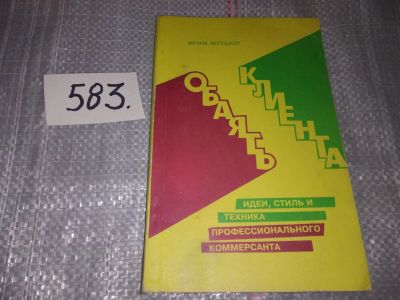 583.
ФРЭНК БЕТТДЖЕР
ОБАЯТЬ
КЛИЕНТА
ИДЕИ, СТИЛЬ И
ТЕХНИКА
ПРОФЕССИОНАЛЬНОГО
КОММЕРСАНТА